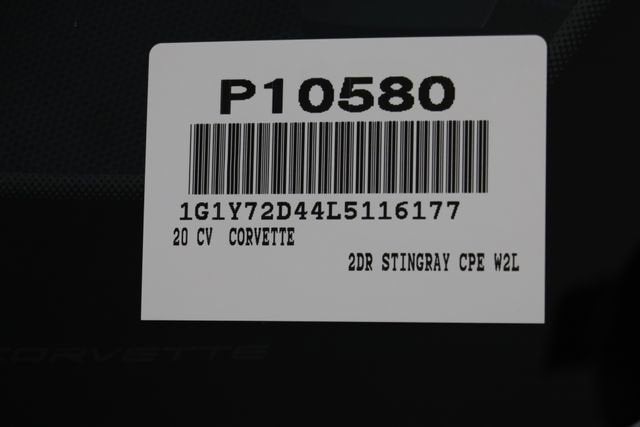 P10580
1G1Y72D44L5116177
20 CV CORVETTE
2DR STINGRAY CPE W2L
CORVETTE